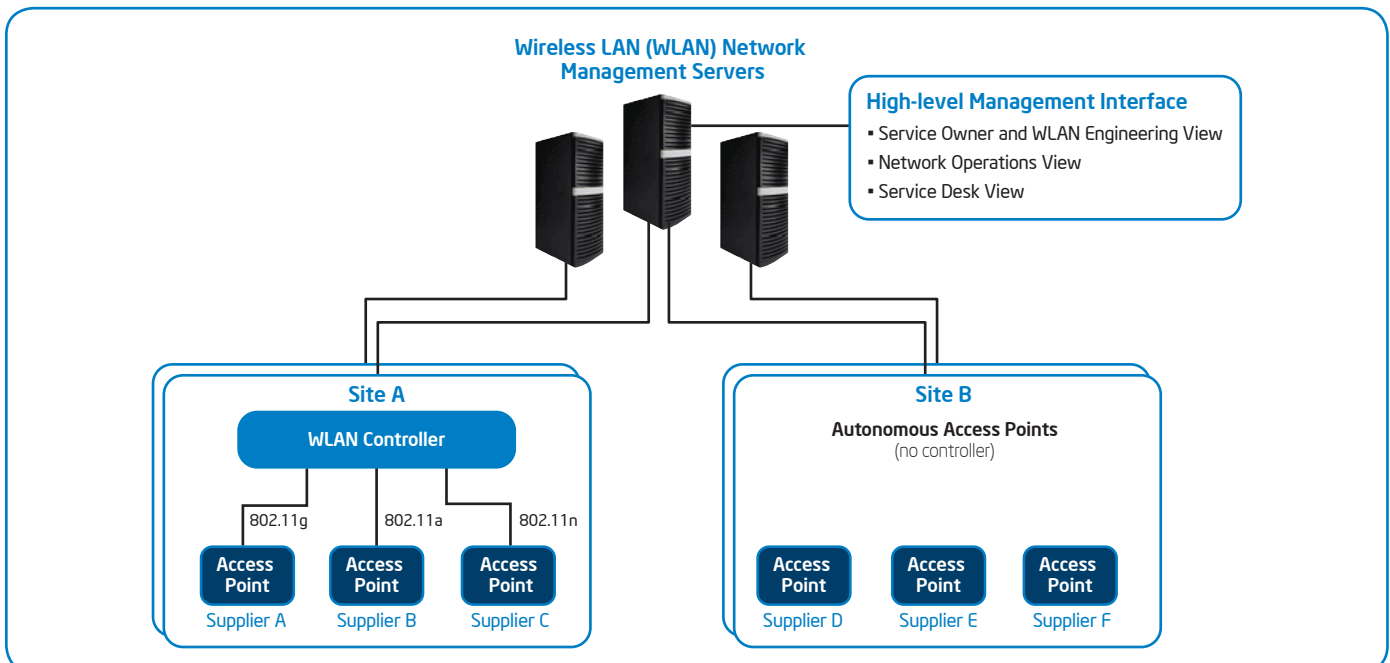 Wireless LAN (WLAN) Network
Management Servers
High-level Management Interface
▪ Service Owner and WLAN Engineering View
▪ Network Operations View
▪ Service Desk View
Site A
WLAN Controller
802.11g
802.11a
802.11n
Access
Point
Supplier A
Access
Point
Supplier B
Access
Point
Supplier C
Site B
Autonomous Access Points
(no controller)
Access
Point
Supplier D
Access
Point
Supplier E
Access
Point
Supplier F